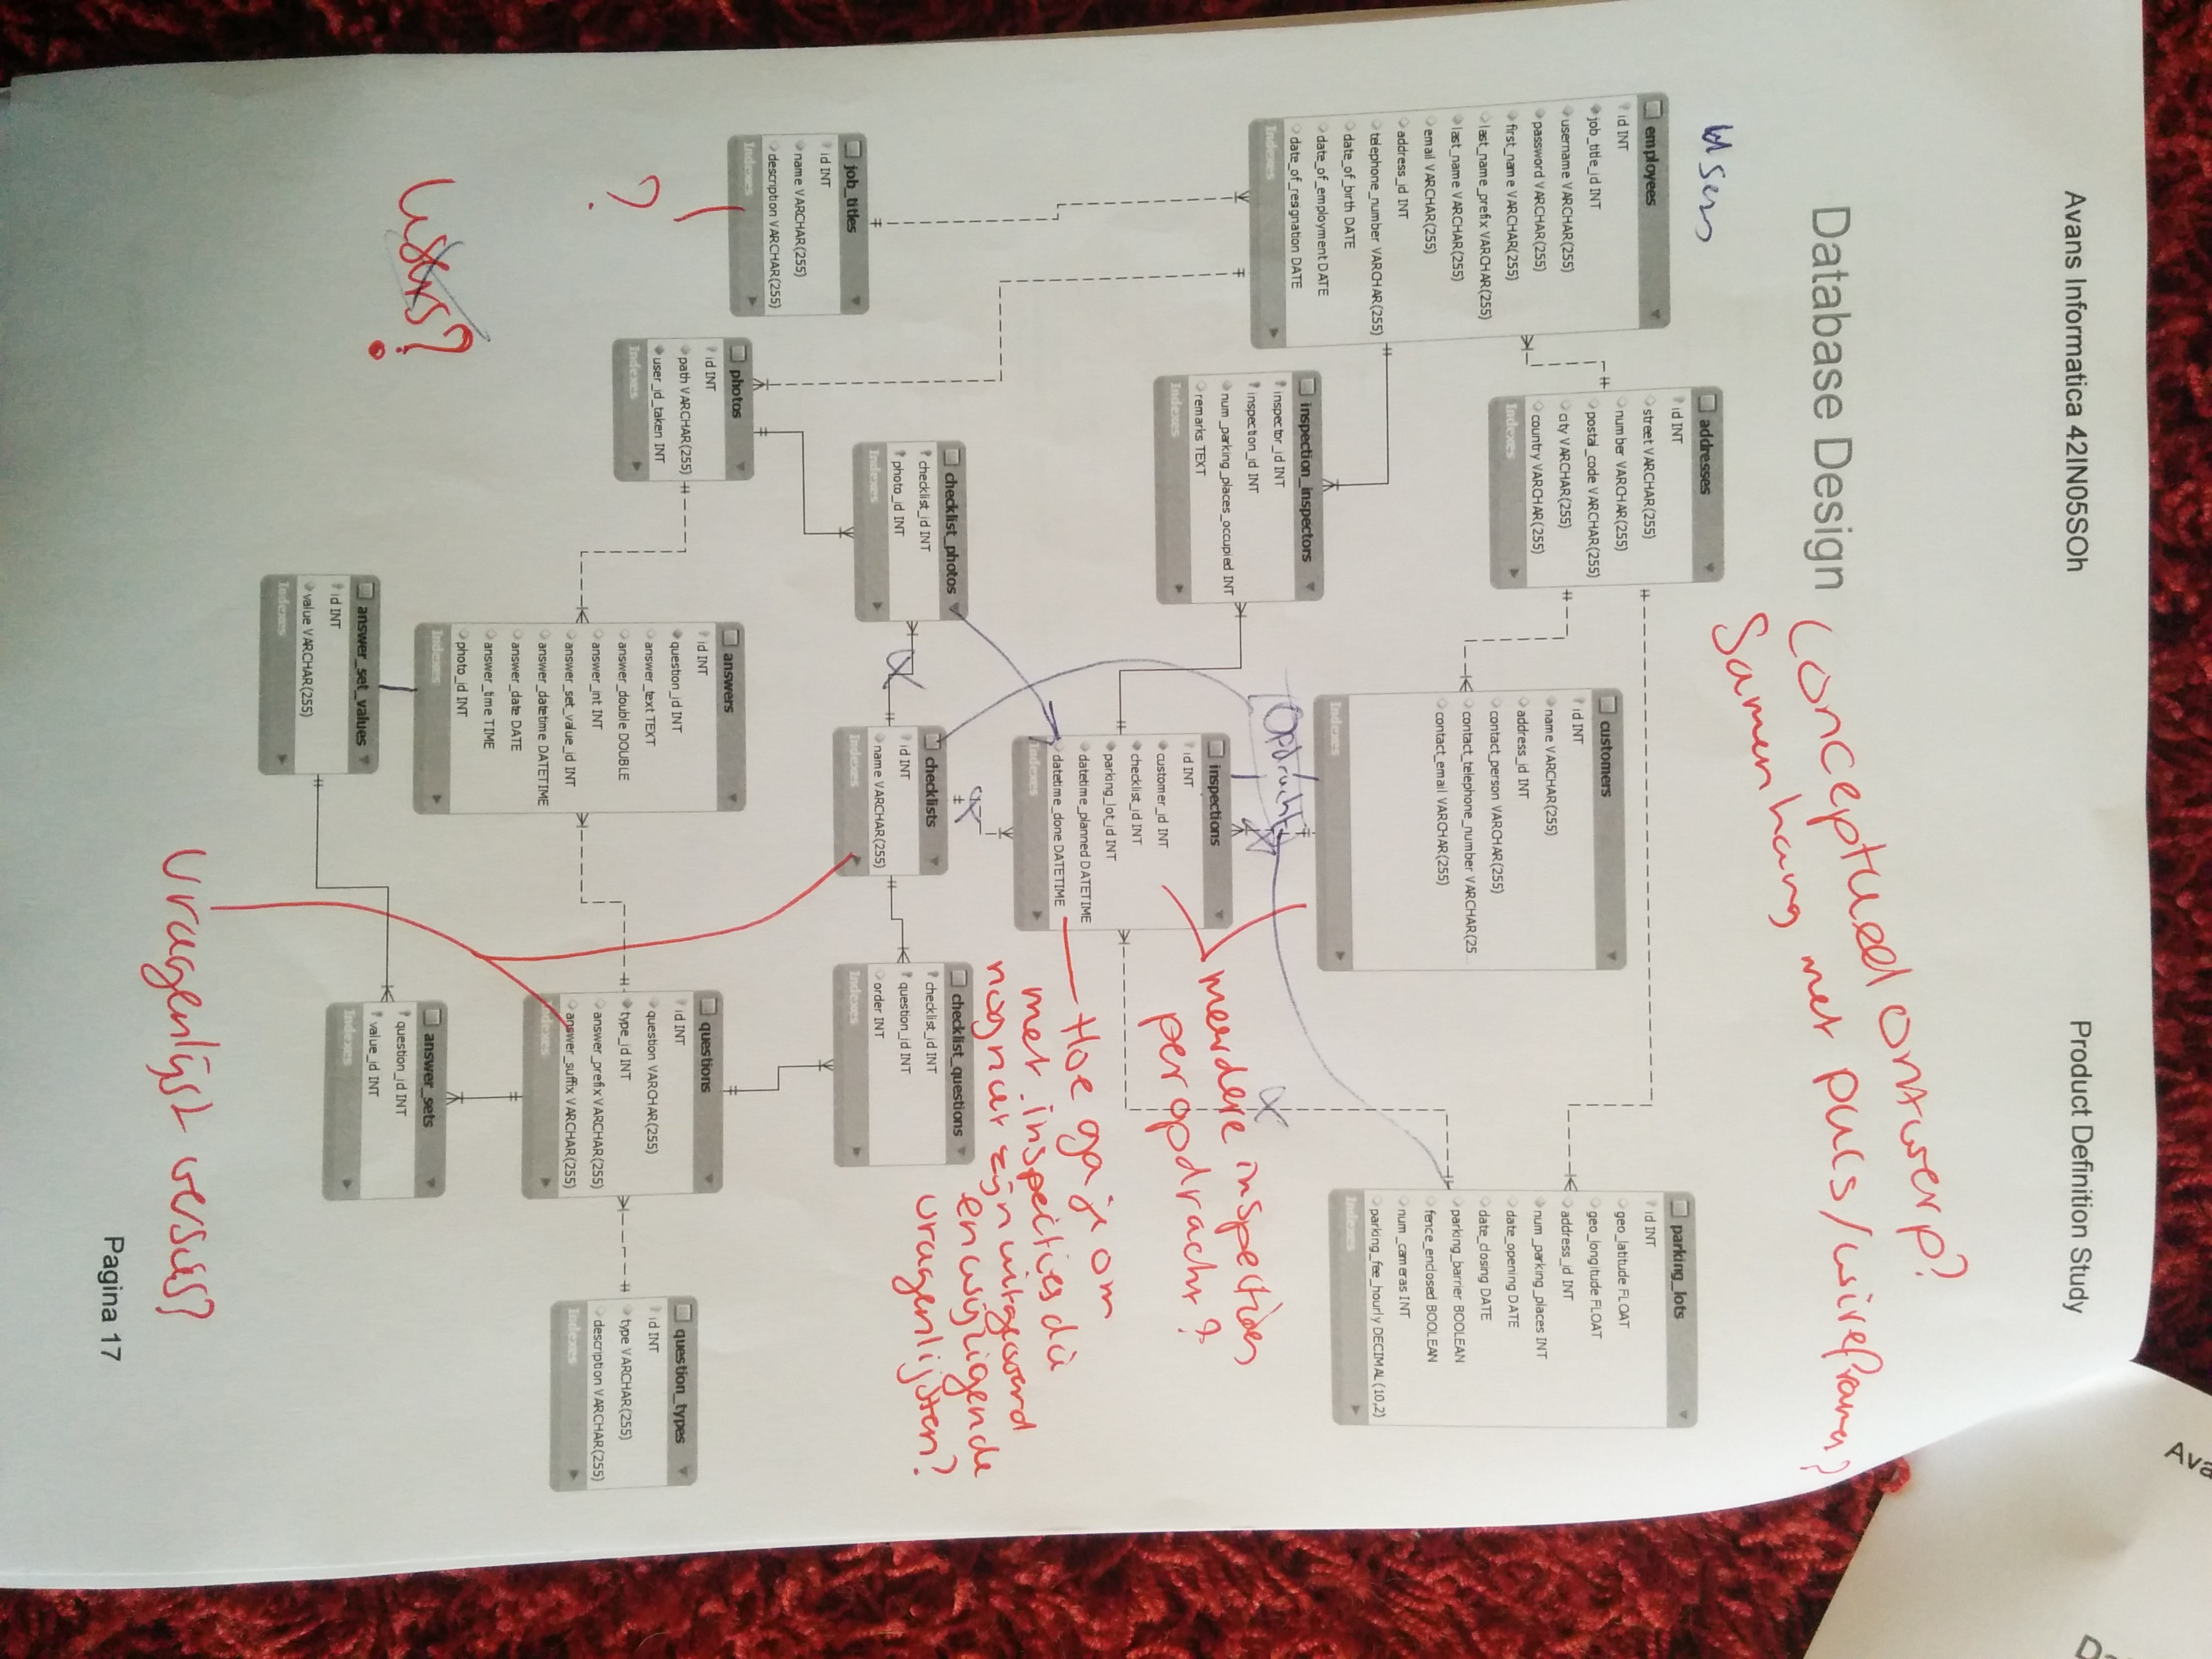 Ava
Da
Avans Informatica 42IN05SOh
Product Definition Study
Conceptueel ontwerp?
Database Design
Samenhang met PUCs/wireframes?
Users
employees
id INT
job_title_id INT
username VARCHAR(255)
password VARCHAR(255)
first_name VARCHAR(255)
last_name_prefix VARCHAR(255)
last_name VARCHAR(255)
email VARCHAR(255)
address_id INT
telephone_number VARCHAR(255)
date_of_birth DATE
date_of_employment DATE
date_of_resignation DATE
Indexes
addresses
id INT
street VARCHAR(255)
number VARCHAR(255)
postal_code VARCHAR(255)
city VARCHAR(255)
country VARCHAR(255)
Indexes
customers
id INT
name VARCHAR(255)
address_id INT
contact_person VARCHAR(255)
contact_telephone_number VARCHAR(25...
contact_email VARCHAR(255)
Indexes
parking_lots
id INT
geo_latitude FLOAT
geo_longitude FLOAT
address_id INT
num_parking_places INT
date_opening DATE
date_closing DATE
parking_barrier BOOLEAN
fence_enclosed BOOLEAN
num_cameras INT
parking_fee_hourly DECIMAL(10,2)
Indexes
inspection_inspectors
inspector_id INT
inspection_id INT
num_parking_places_occupied INT
remarks TEXT
Indexes
Opdracht
inspections
id INT
customer_id INT
checklist_id INT
parking_lot_id INT
datetime_planned DATETIME
datetime_done DATETIME
Indexes
meerdere inspecties
per opdracht?
Hoe ga je om
met inspecties die
nog niet zijn uitgevoerd
en wijzigende
vragenlijsten?
checklist_photos
checklist_id INT
photo_id INT
Indexes
checklists
id INT
name VARCHAR(255)
Indexes
checklist_questions
checklist_id INT
question_id INT
order INT
Indexes
job_titles
id INT
name VARCHAR(255)
description VARCHAR(255)
Indexes
?
photos
id INT
path VARCHAR(255)
user_id_taken INT
Indexes
answers
id INT
question_id INT
answer_text TEXT
answer_double DOUBLE
answer_int INT
answer_set_value_id INT
answer_datetime DATETIME
answer_date DATE
answer_time TIME
photo_id INT
Indexes
questions
id INT
question VARCHAR(255)
type_id INT
answer_prefix VARCHAR(255)
answer_suffix VARCHAR(255)
Indexes
question_types
id INT
type VARCHAR(255)
description VARCHAR(255)
Indexes
Users?
answer_set_values
id INT
value VARCHAR(255)
Indexes
answer_sets
question_id INT
value_id INT
Indexes
Vragenlijst versus?
Pagina 17